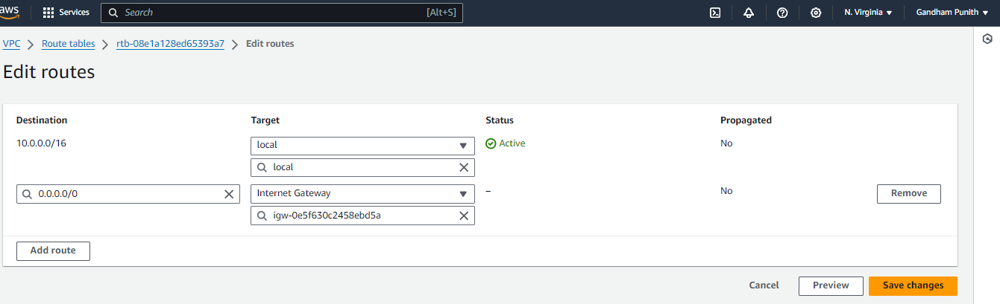 aws Services Search [Alt+S] N. Virginia Gandham Punith
VPC Route tables rtb-08e1a128ed65393a7 Edit routes
Edit routes
Destination Target Status Propagated
10.0.0.0/16 local Active No
local
0.0.0.0/0 Internet Gateway – No Remove
igw-0e5f630c2458ebd5a
Add route
Cancel Preview Save changes